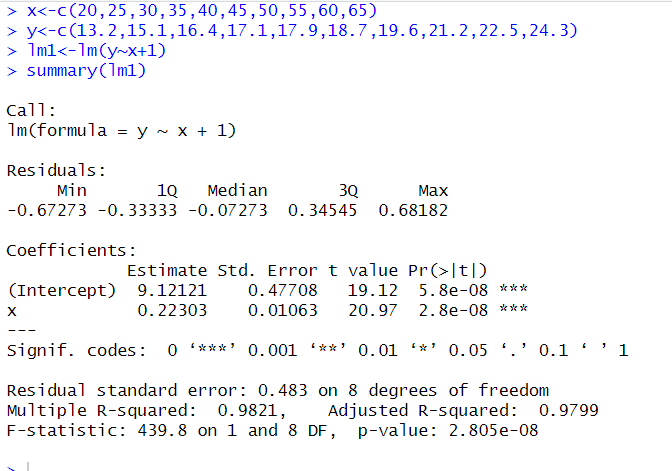 > x<-c(20,25,30,35,40,45,50,55,60,65)
> y<-c(13.2,15.1,16.4,17.1,17.9,18.7,19.6,21.2,22.5,24.3)
> lm1<-lm(y~x+1)
> summary(lm1)
Call:
lm(formula = y ~ x + 1)
Residuals:
     Min       1Q   Median       3Q      Max
-0.67273 -0.33333 -0.07273  0.34545  0.68182
Coefficients:
            Estimate Std. Error t value Pr(>|t|)
(Intercept)  9.12121    0.47708   19.12  5.8e-08 ***
x            0.22303    0.01063   20.97  2.8e-08 ***
---
Signif. codes:  0 ‘***’ 0.001 ‘**’ 0.01 ‘*’ 0.05 ‘.’ 0.1 ‘ ’ 1
Residual standard error: 0.483 on 8 degrees of freedom
Multiple R-squared:  0.9821,	Adjusted R-squared:  0.9799
F-statistic: 439.8 on 1 and 8 DF,  p-value: 2.805e-08
>